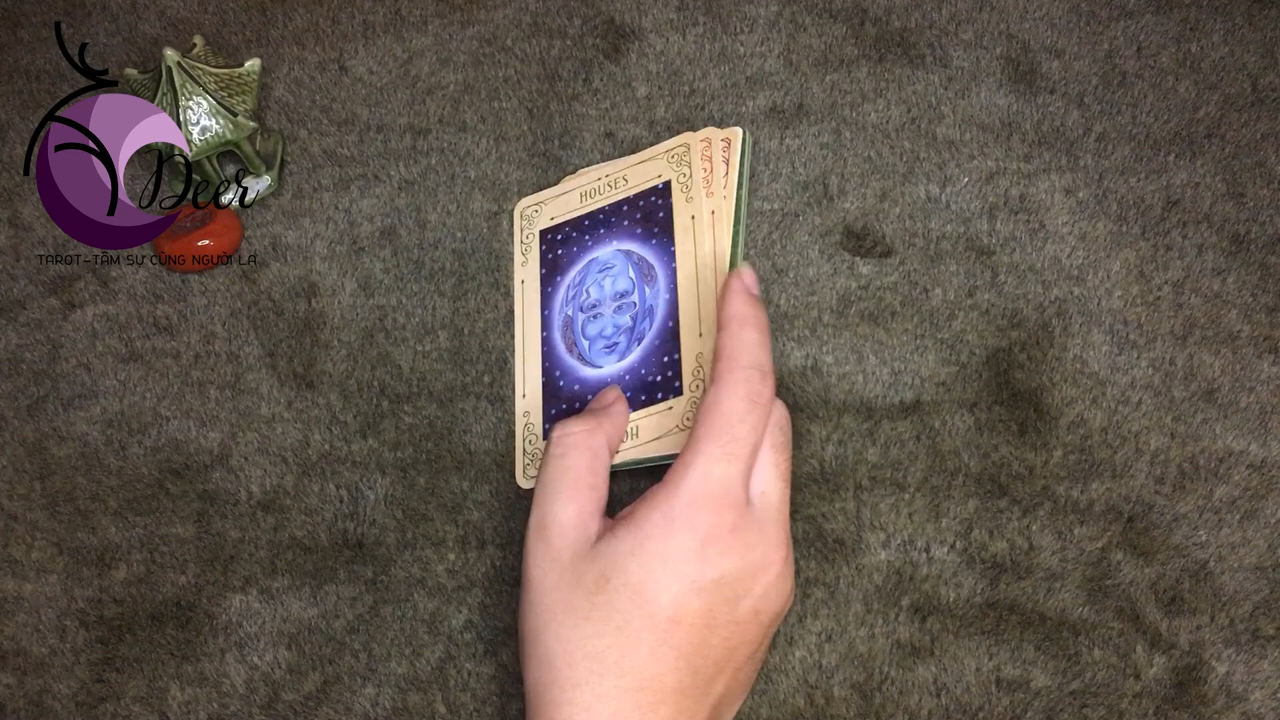 Deer
TAROT-TÂM SỰ CÙNG NGƯỜI LẠ
HOUSES